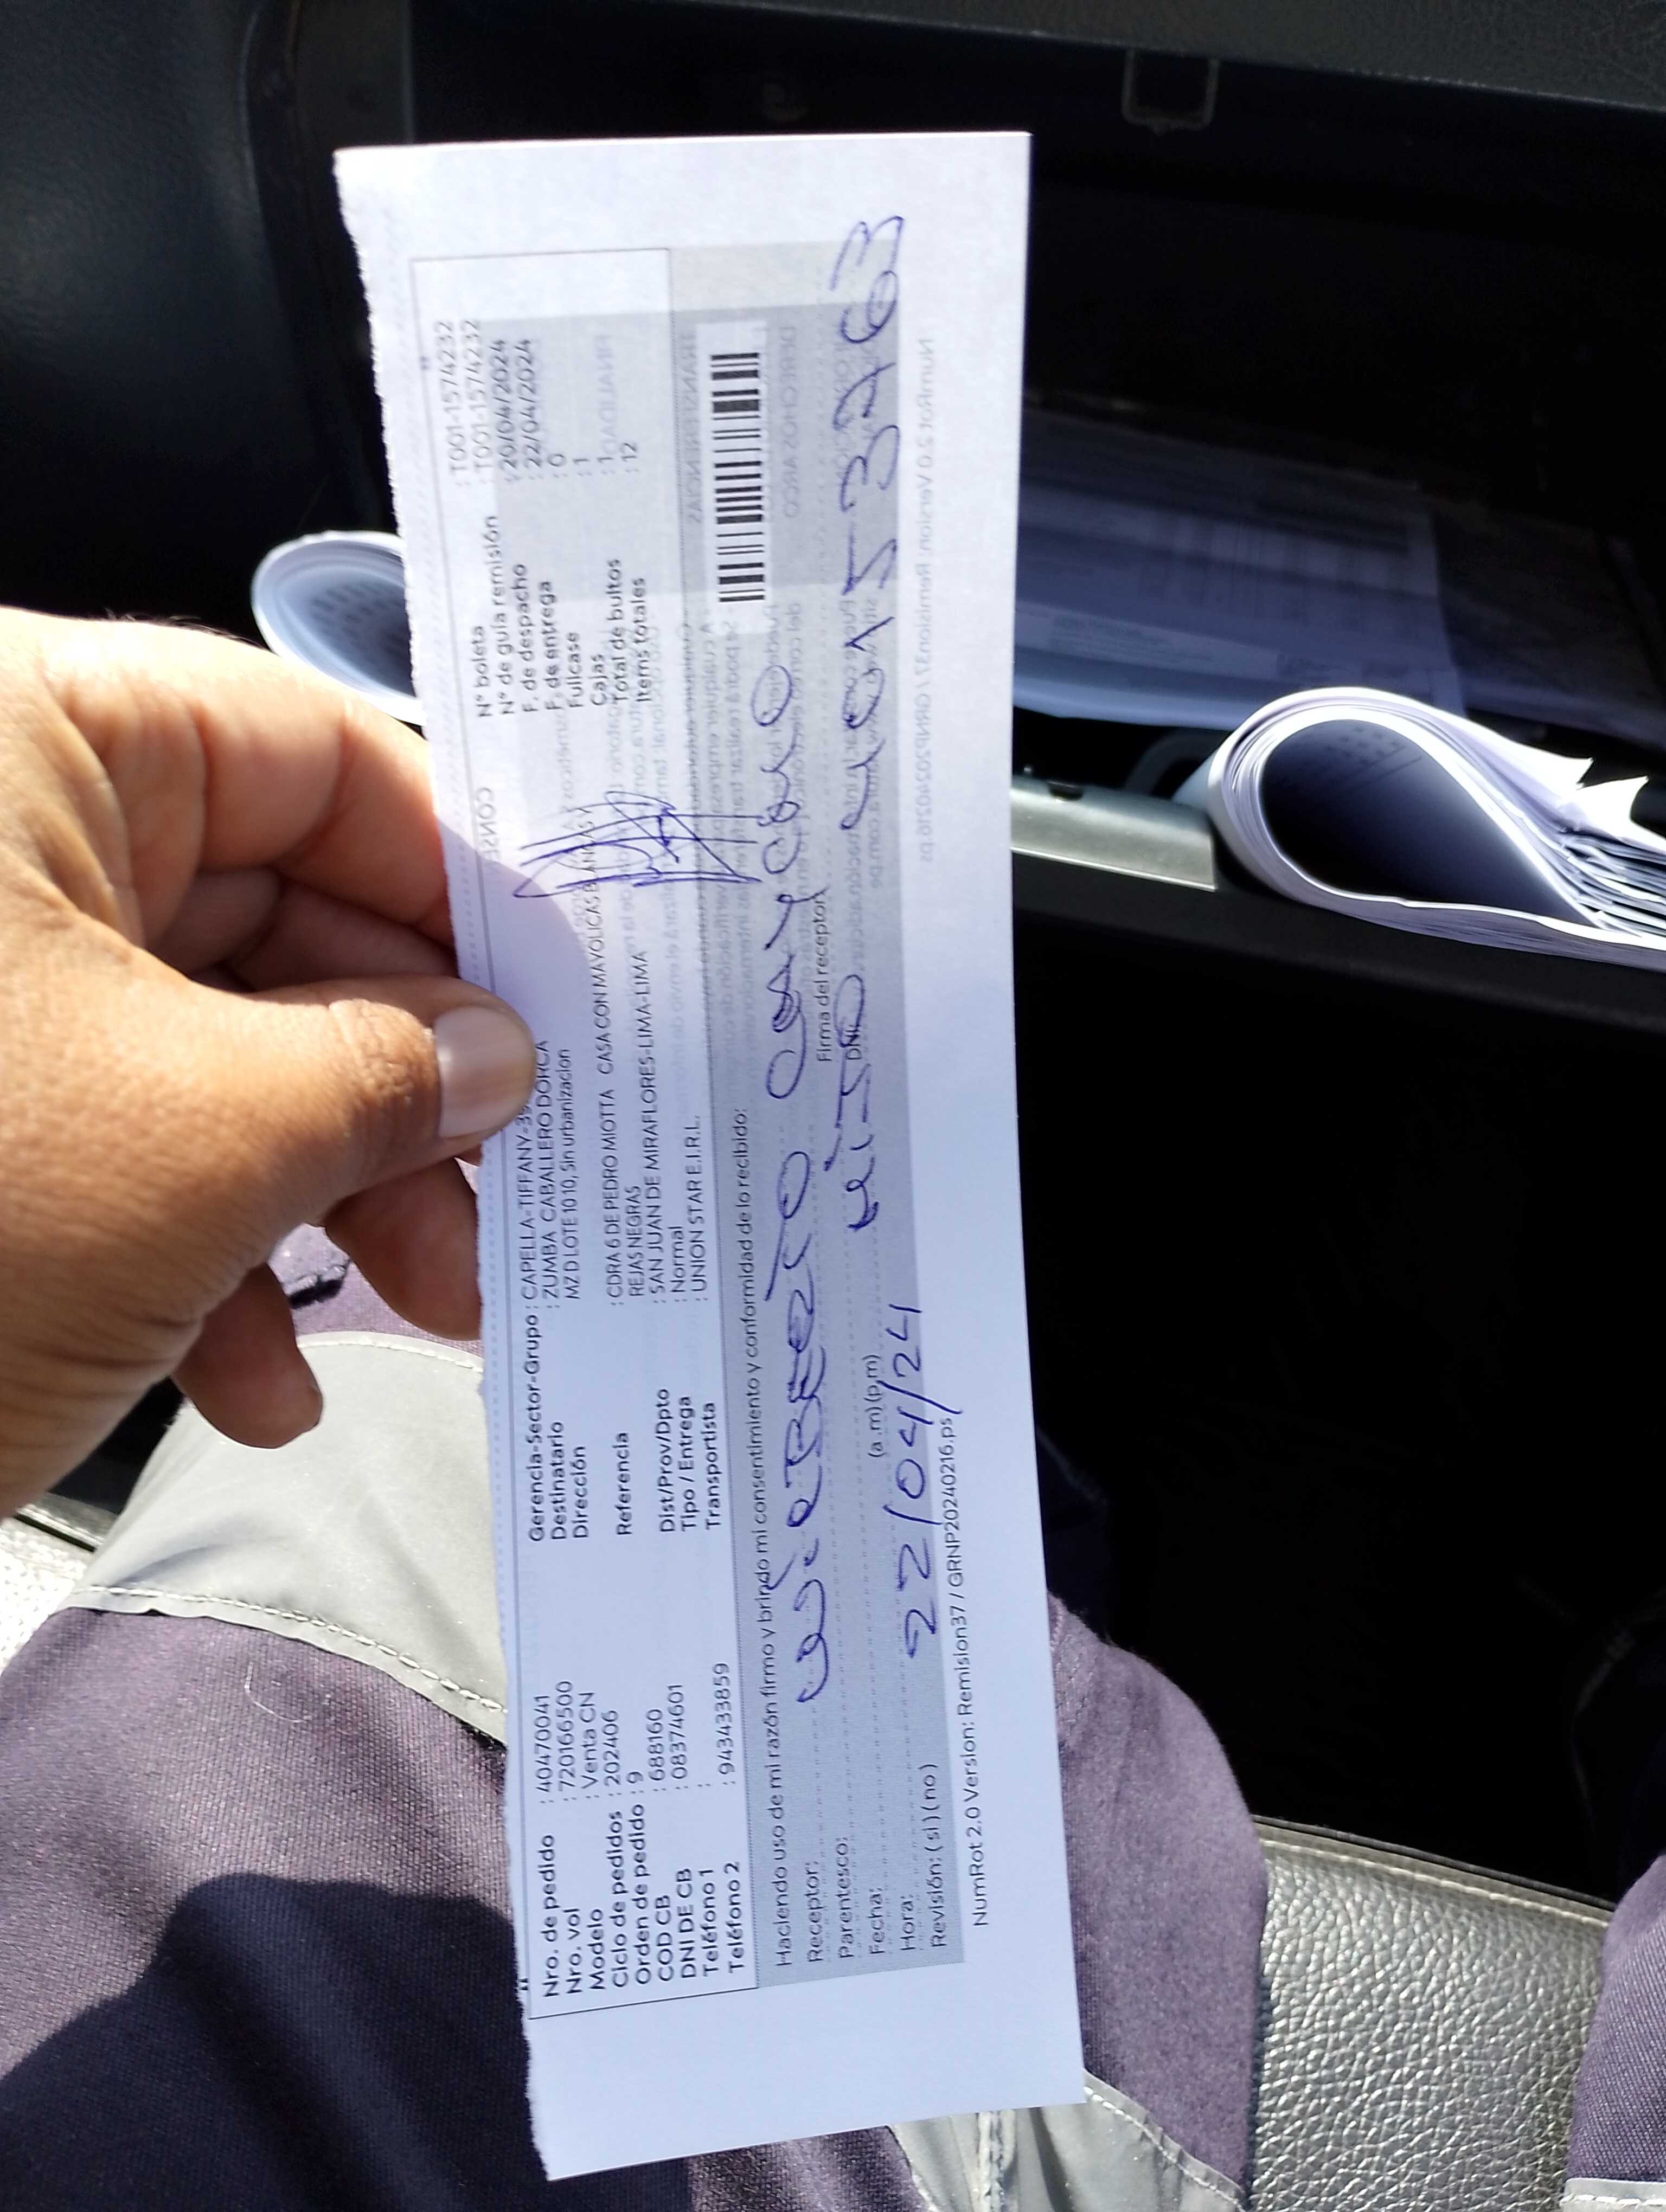 Nro. de pedido : 40470041
Nro. vol : 720166500
Modelo : Venta CN
Ciclo de pedidos : 202406
Orden de pedido : 9
COD CB : 688160
DNI DE CB : 08374601
Teléfono 1 :
Teléfono 2 : 943433859
Gerencia-Sector-Grupo : CAPELLA-TIFFANY-3
Destinatario : ZUMBA CABALLERO DORCA
Dirección MZ D LOTE 1010, Sin urbanizacion
Referencia : CDRA 6 DE PEDRO MIOTTA CASA CON MAYOLICAS BLANCAS Y
REJAS NEGRAS
Dist/Prov/Dpto : SAN JUAN DE MIRAFLORES-LIMA-LIMA
Tipo / Entrega : Normal
Transportista : UNION STAR E.I.R.L.
CONS
N° boleta : T001-1574232
N° de guía remisión : T001-1574232
F. de despacho : 20/04/2024
F. de entrega : 22/04/2024
Fullcase : 0
Cajas : 1
Total de bultos : 1
Items totales : 12
Haciendo uso de mi razón firmo y brindo mi consentimiento y conformidad de lo recibido:
Receptor:
Firma del receptor
Parentesco:
DNI
Fecha: (a.m)(p.m)
Hora: 22/04/24
Revisión: (si) (no)
NumRot 2.0 Version: Remision37 / GRNP20240216.ps